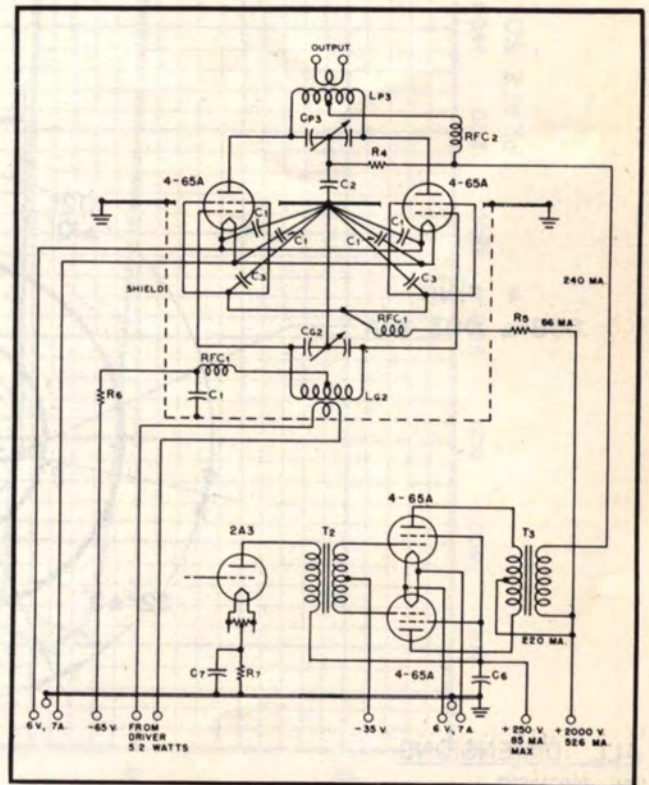 OUTPUT
LP3
CP3
RFC2
R4
4-65A
C2
4-65A
C1
C1
C1
C1
C3
C3
SHIELD
240 MA.
RFC1
R5
66 MA.
CG2
RFC1
R6
C1
LG2
4-65A
2A3
T2
T3
220 MA.
4-65A
C7
R7
C6
6 V., 7A.
-65 V.
FROM
DRIVER
5.2 WATTS
-35 V.
6 V., 7A.
+250 V.
85 MA.
MAX
+2000 V.
526 MA.